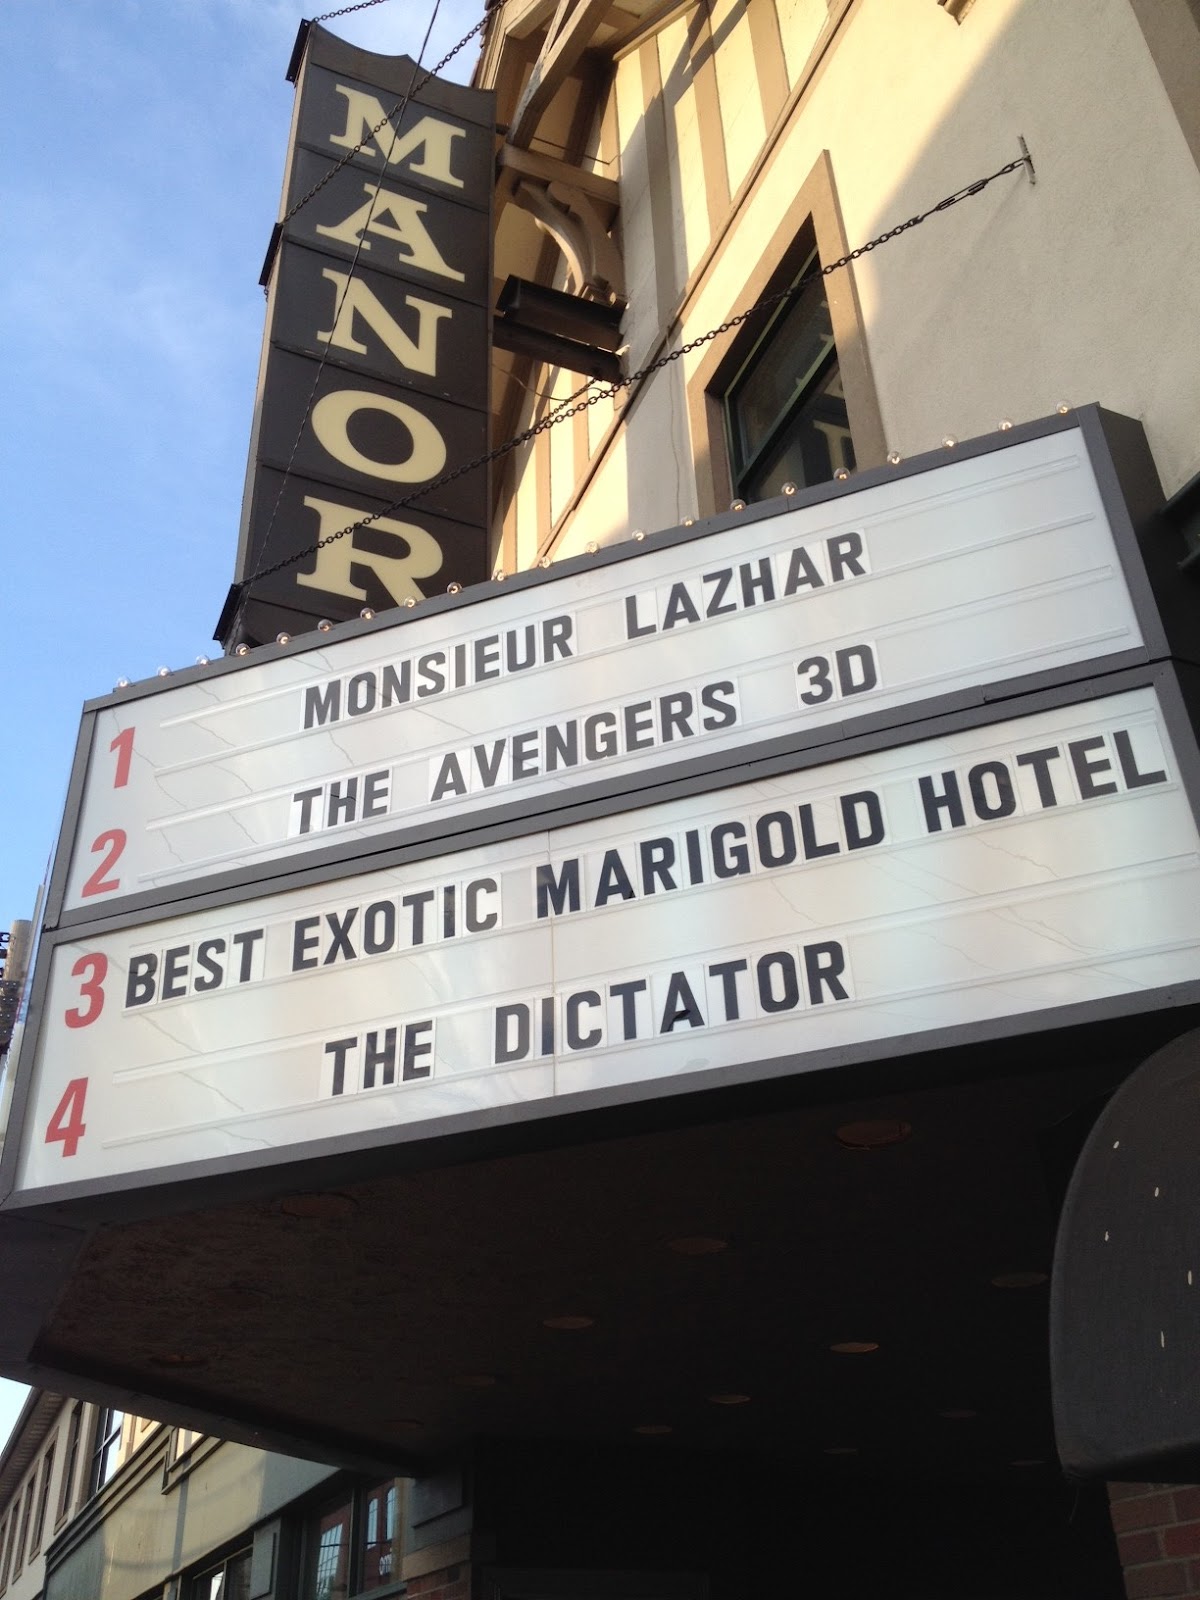 MANOR
1 MONSIEUR LAZHAR
2 THE AVENGERS 3D
3 BEST EXOTIC MARIGOLD HOTEL
4 THE DICTATOR